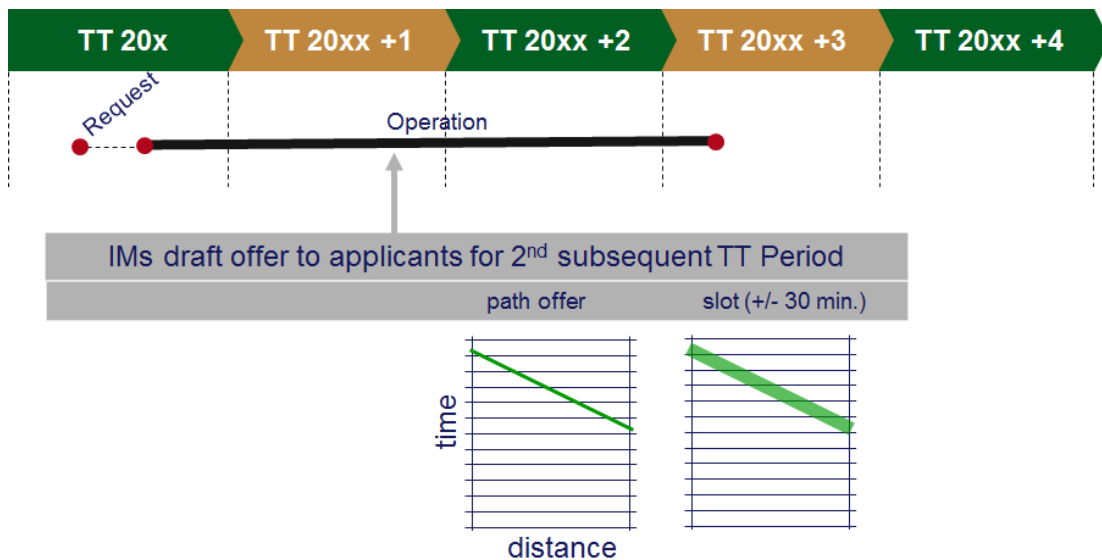 TT 20x TT 20xx +1 TT 20xx +2 TT 20xx +3 TT 20xx +4
Request
Operation
IMs draft offer to applicants for 2nd subsequent TT Period
path offer slot (+/- 30 min.)
time
distance